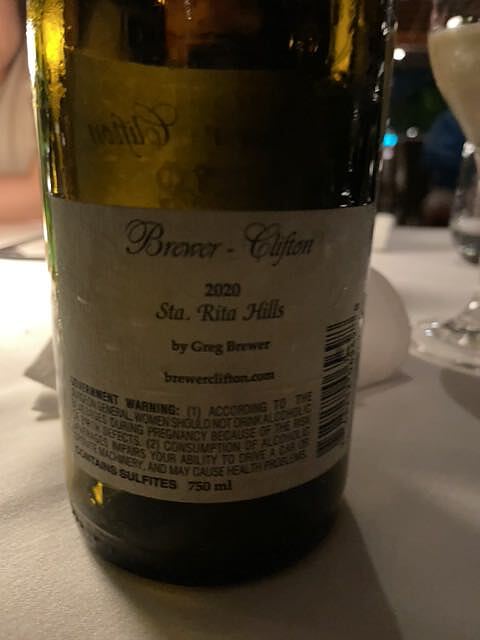 Clifton
Brewer - Clifton
2020
Sta. Rita Hills
by Greg Brewer
brewerclifton.com
GOVERNMENT WARNING: (1) ACCORDING TO THE
SURGEON GENERAL, WOMEN SHOULD NOT DRINK ALCOHOLIC
BEVERAGES DURING PREGNANCY BECAUSE OF THE RISK
OF BIRTH DEFECTS. (2) CONSUMPTION OF ALCOHOLIC
BEVERAGES IMPAIRS YOUR ABILITY TO DRIVE A CAR OR
OPERATE MACHINERY, AND MAY CAUSE HEALTH PROBLEMS.
CONTAINS SULFITES 750 ml